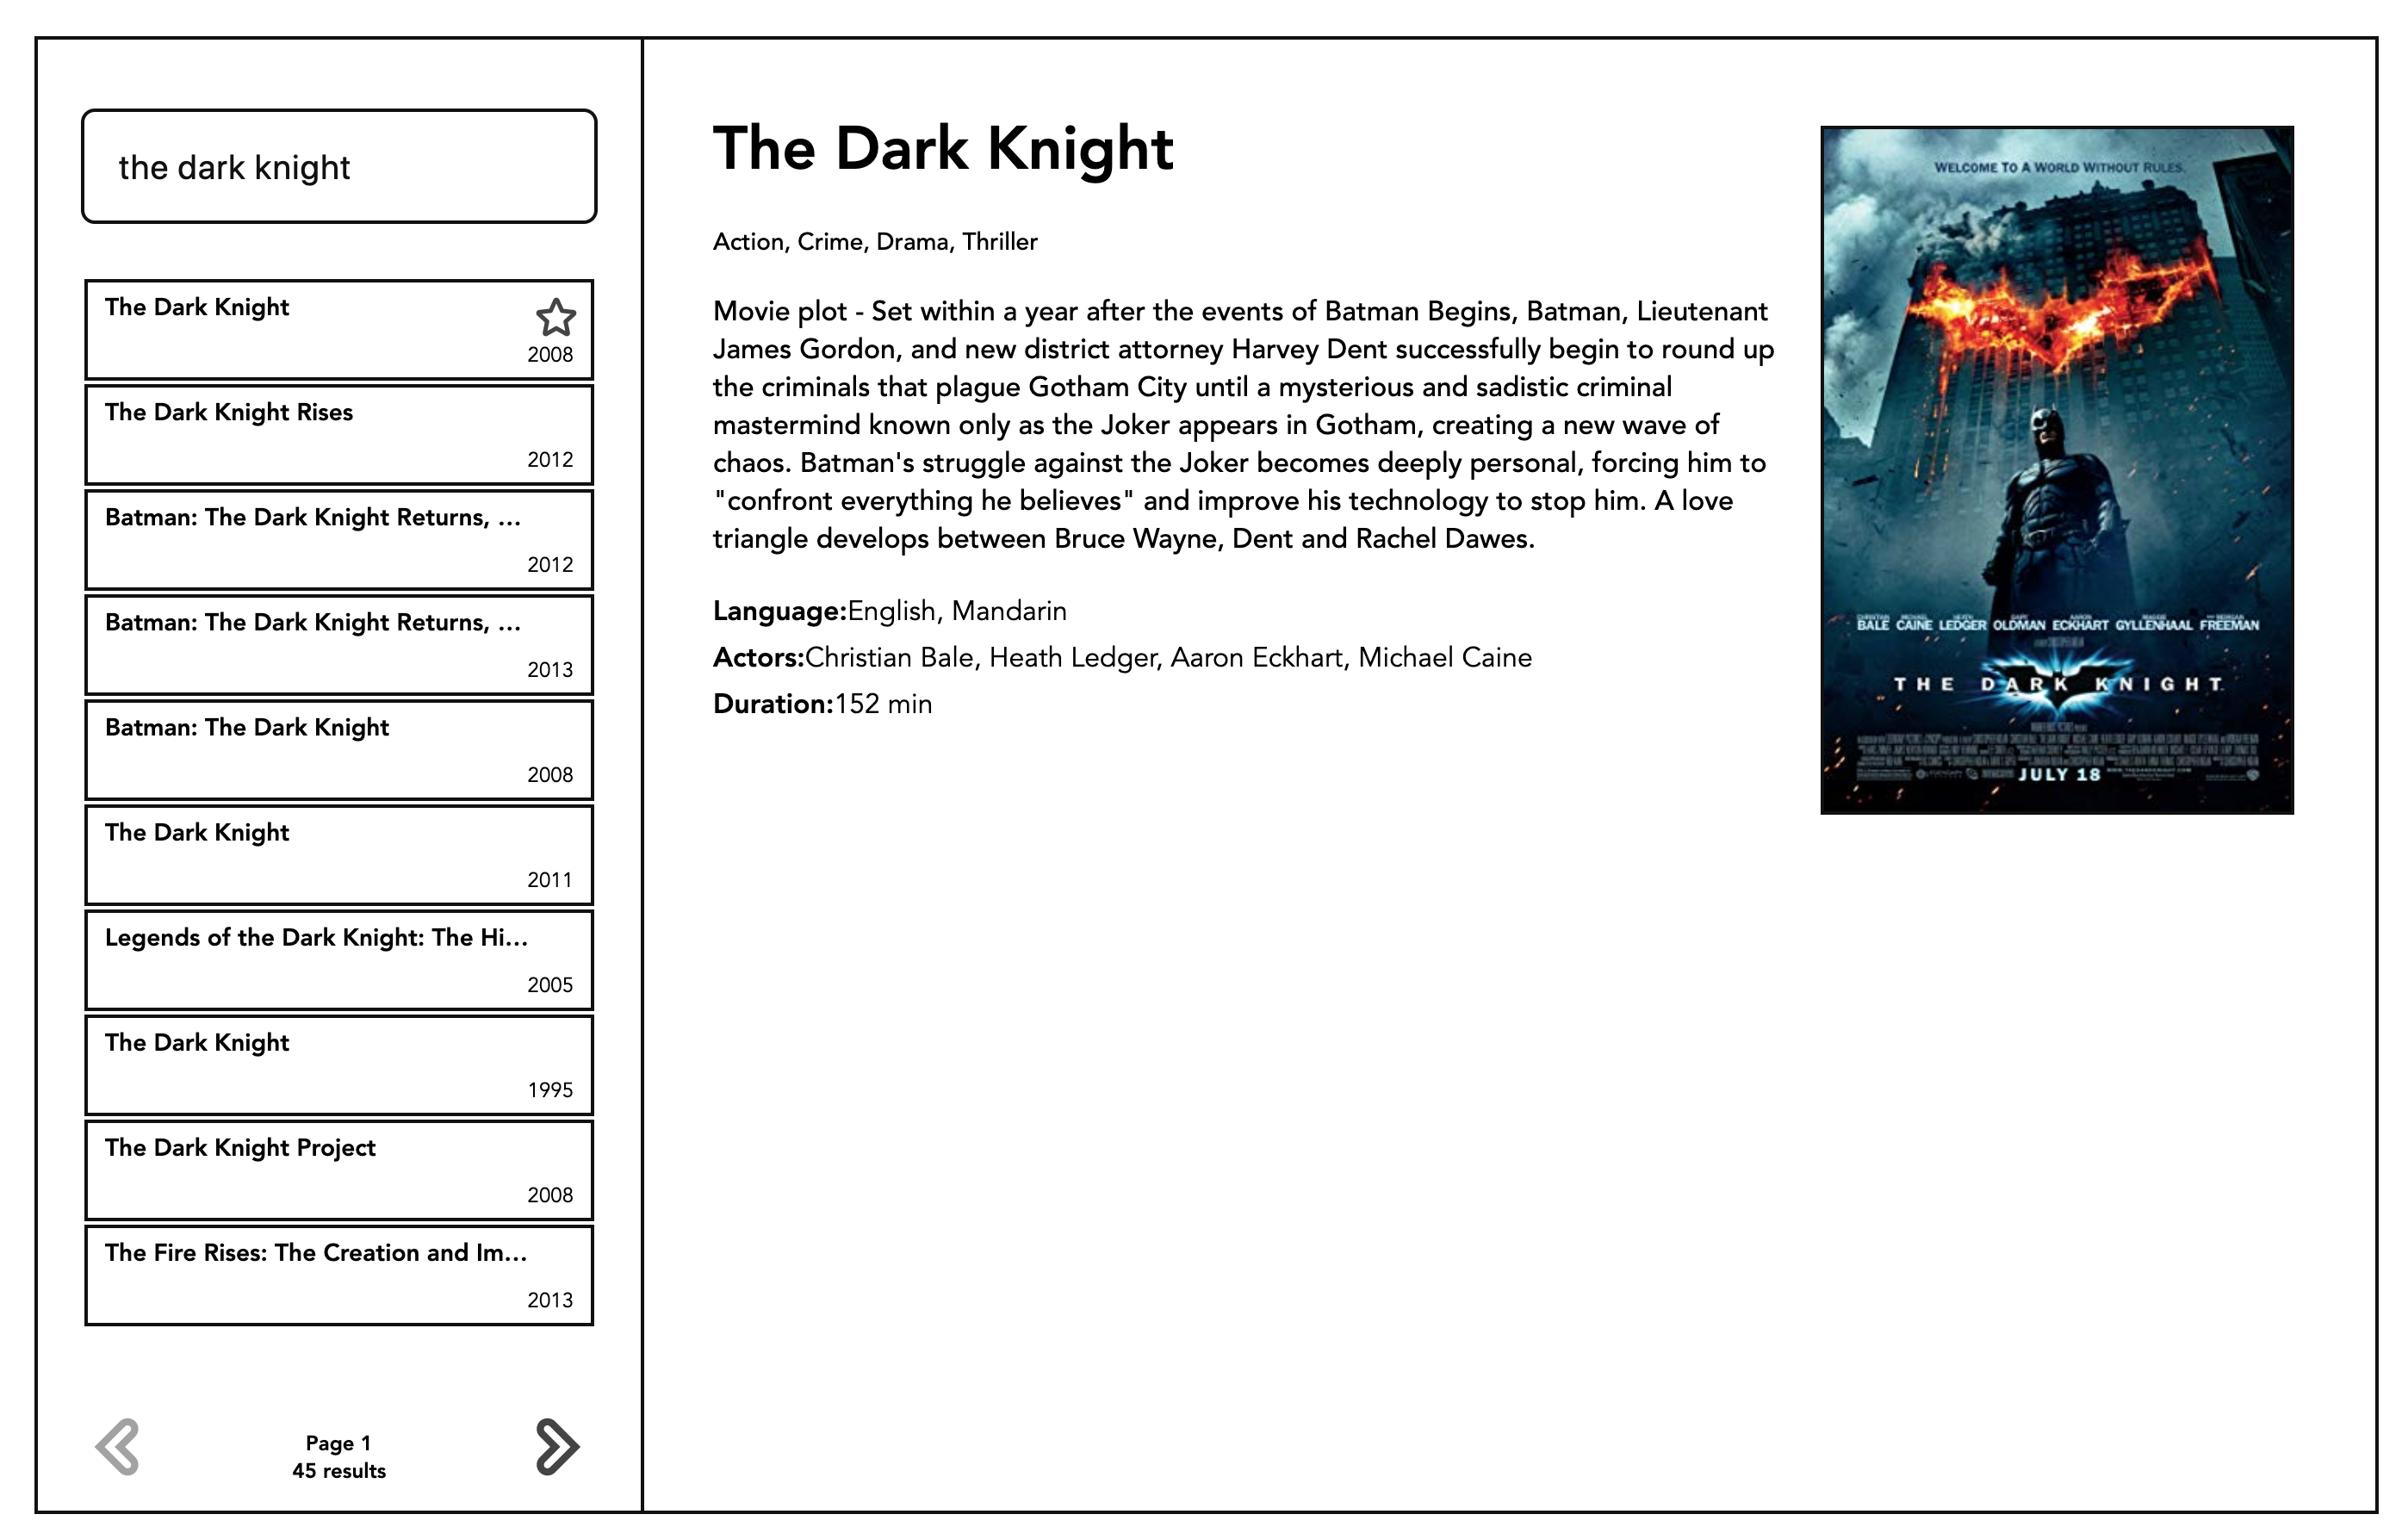 the dark knight
The Dark Knight
2008
The Dark Knight Rises
2012
Batman: The Dark Knight Returns, ...
2012
Batman: The Dark Knight Returns, ...
2013
Batman: The Dark Knight
2008
The Dark Knight
2011
Legends of the Dark Knight: The Hi...
2005
The Dark Knight
1995
The Dark Knight Project
2008
The Fire Rises: The Creation and Im...
2013
Page 1
45 results
The Dark Knight
Action, Crime, Drama, Thriller
Movie plot - Set within a year after the events of Batman Begins, Batman, Lieutenant
James Gordon, and new district attorney Harvey Dent successfully begin to round up
the criminals that plague Gotham City until a mysterious and sadistic criminal
mastermind known only as the Joker appears in Gotham, creating a new wave of
chaos. Batman's struggle against the Joker becomes deeply personal, forcing him to
"confront everything he believes" and improve his technology to stop him. A love
triangle develops between Bruce Wayne, Dent and Rachel Dawes.
Language:English, Mandarin
Actors:Christian Bale, Heath Ledger, Aaron Eckhart, Michael Caine
Duration:152 min
WELCOME TO A WORLD WITHOUT RULES.
BALE CAINE LEDGER OLDMAN ECKHART GYLLENHAAL FREEMAN
THE DARK KNIGHT
JULY 18